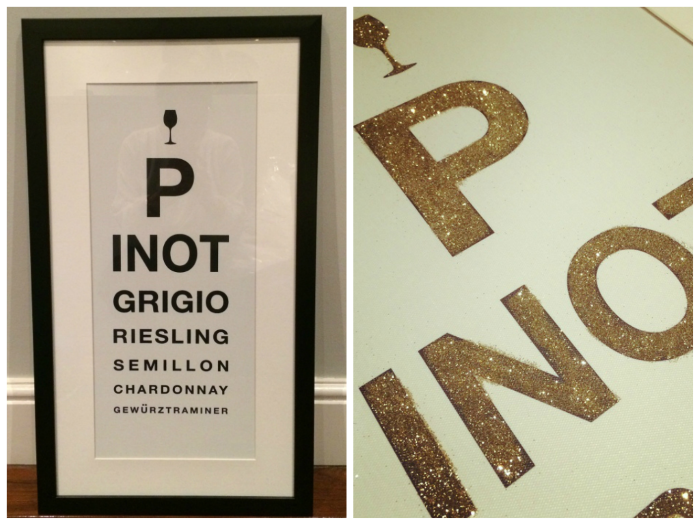 P
INOT
GRIGIO
RIESLING
SEMILLON
CHARDONNAY
GEWÜRZTRAMINER
P
INOT